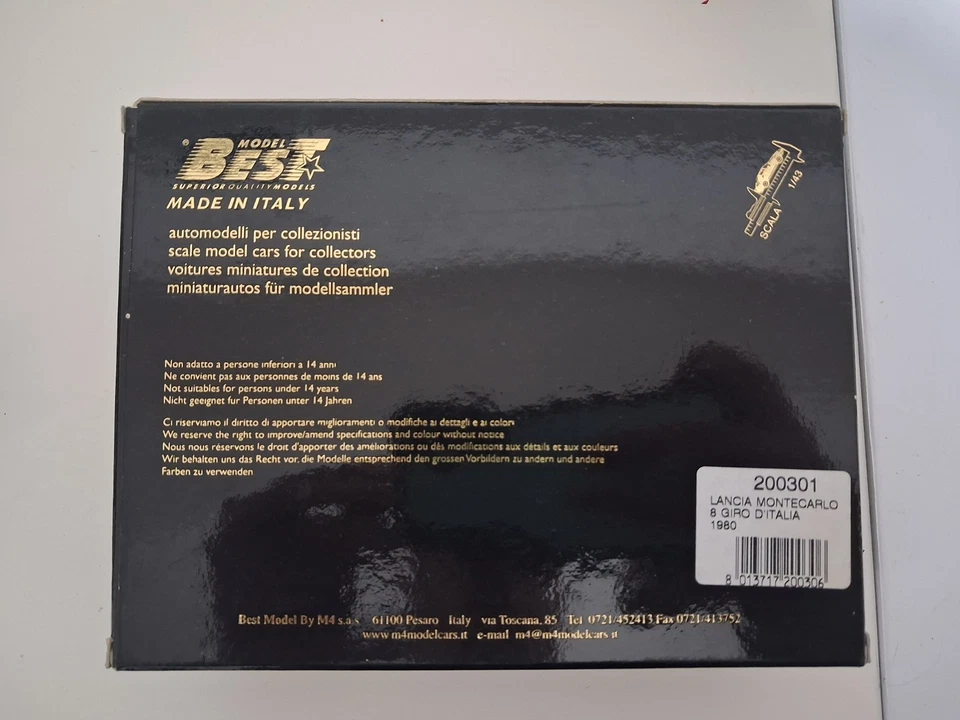 ® MODEL
BEST
SUPERIOR QUALITY MODELS
MADE IN ITALY
automodelli per collezionisti
scale model cars for collectors
voitures miniatures de collection
miniaturautos für modellsammler
SCALA 1/43
Non adatto a persone inferiori a 14 anni
Ne convient pas aux personnes de moins de 14 ans
Not suitables for persons under 14 years
Nicht geeignet fur Personen unter 14 Jahren
Ci riserviamo il diritto di apportare miglioramenti o modifiche ai dettagli e ai colori
We reserve the right to improve/amend specifications and colour without notice
Nous nous réservons le droit d'apporter des améliorations ou dés modifications aux détails et aux couleurs
Wir behalten uns das Recht vor, die Modelle entsprechend den grossen Vorbildern zu andern und andere
Farben zu verwenden
200301
LANCIA MONTECARLO
8 GIRO D'ITALIA
1980
8 013717 200306
Best Model By M4 s.a.s 61100 Pesaro Italy via Toscana, 85 Tel 0721/452413 Fax 0721/413752
www.m4modelcars.it e-mail m4@m4modelcars.it